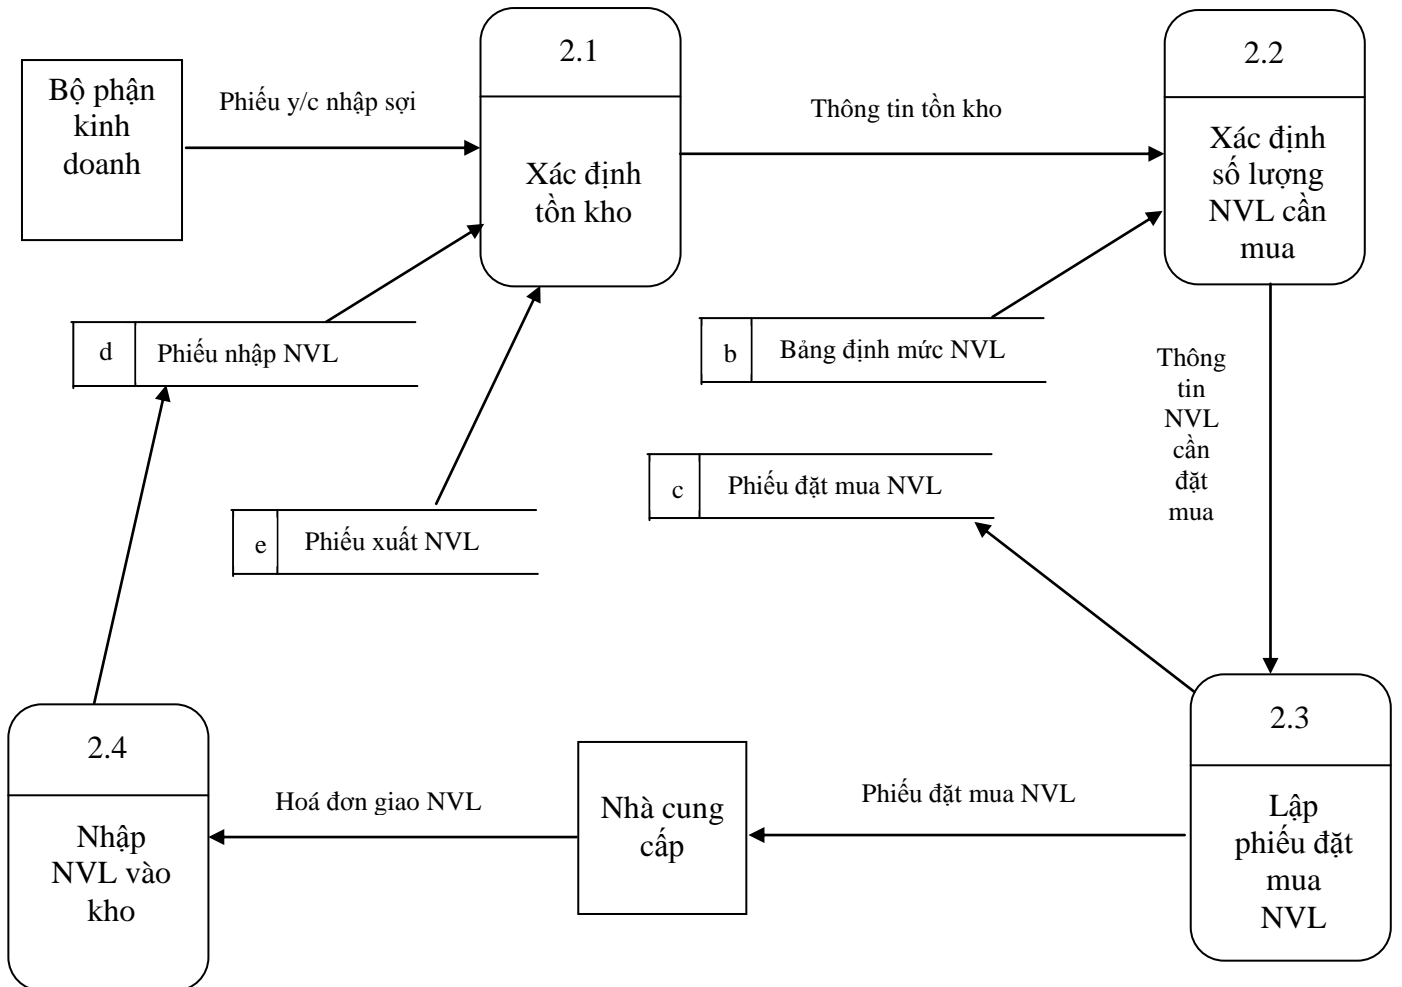 2.1
2.2
Bộ phận
kinh
doanh
Phiếu y/c nhập sợi
Thông tin tồn kho
Xác định
tồn kho
Xác định
số lượng
NVL cần
mua
d
Phiếu nhập NVL
b
Bảng định mức NVL
Thông
tin
NVL
cần
đặt
mua
c
Phiếu đặt mua NVL
e
Phiếu xuất NVL
2.3
2.4
Hoá đơn giao NVL
Nhà cung
cấp
Phiếu đặt mua NVL
Lập
phiếu đặt
mua
NVL
Nhập
NVL vào
kho